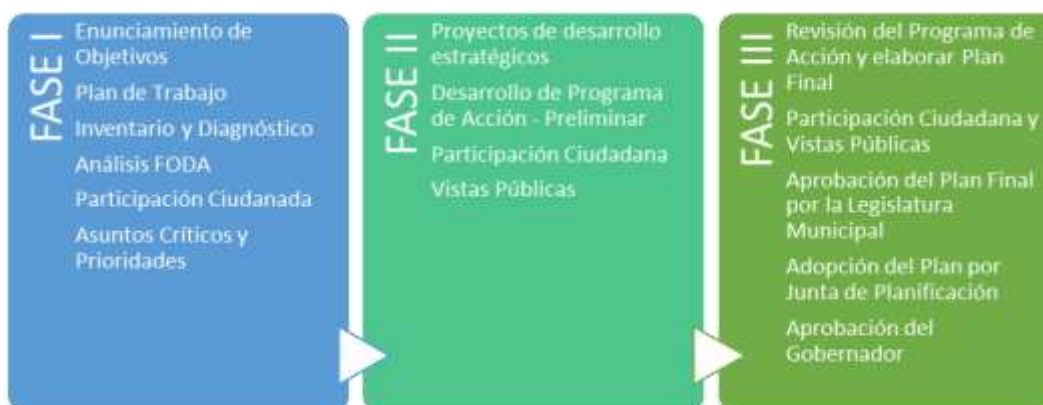 FASE I
Enunciamiento de
Objetivos
Plan de Trabajo
Inventario y Diagnóstico
Análisis FODA
Participación Ciudanada
Asuntos Críticos y
Prioridades
FASE II
Proyectos de desarrollo
estratégicos
Desarrollo de Programa
de Acción - Preliminar
Participación Ciudadana
Vistas Públicas
FASE III
Revisión del Programa de
Acción y elaborar Plan
Final
Participación Ciudadana y
Vistas Públicas
Aprobación del Plan Final
por la Legislatura
Municipal
Adopción del Plan por
Junta de Planificación
Aprobación del
Gobernador